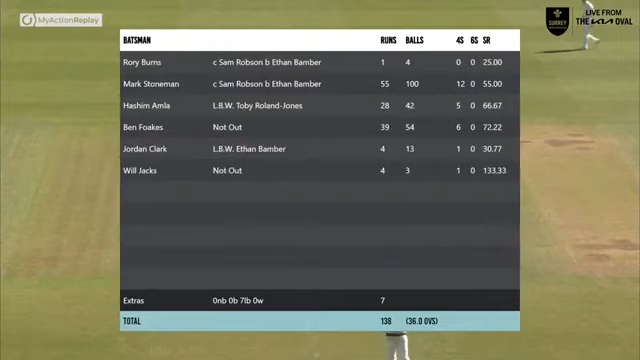 MyActionReplay
SURREY
LIVE FROM
THE KIA OVAL
BATSMAN RUNS BALLS 4S 6S SR
Rory Burns c Sam Robson b Ethan Bamber 1 4 0 0 25.00
Mark Stoneman c Sam Robson b Ethan Bamber 55 100 12 0 55.00
Hashim Amla L.B.W. Toby Roland-Jones 28 42 5 0 66.67
Ben Foakes Not Out 39 54 6 0 72.22
Jordan Clark L.B.W. Ethan Bamber 4 13 1 0 30.77
Will Jacks Not Out 4 3 1 0 133.33
Extras 0nb 0b 7lb 0w 7
TOTAL 138 (36.0 OVS)